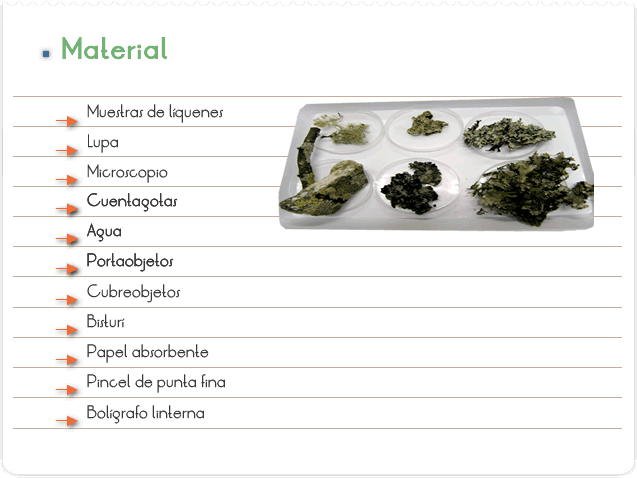 Material
Muestras de líquenes
Lupa
Microscopio
Cuentagotas
Agua
Portaobjetos
Cubreobjetos
Bisturí
Papel absorbente
Pincel de punta fina
Bolígrafo linterna